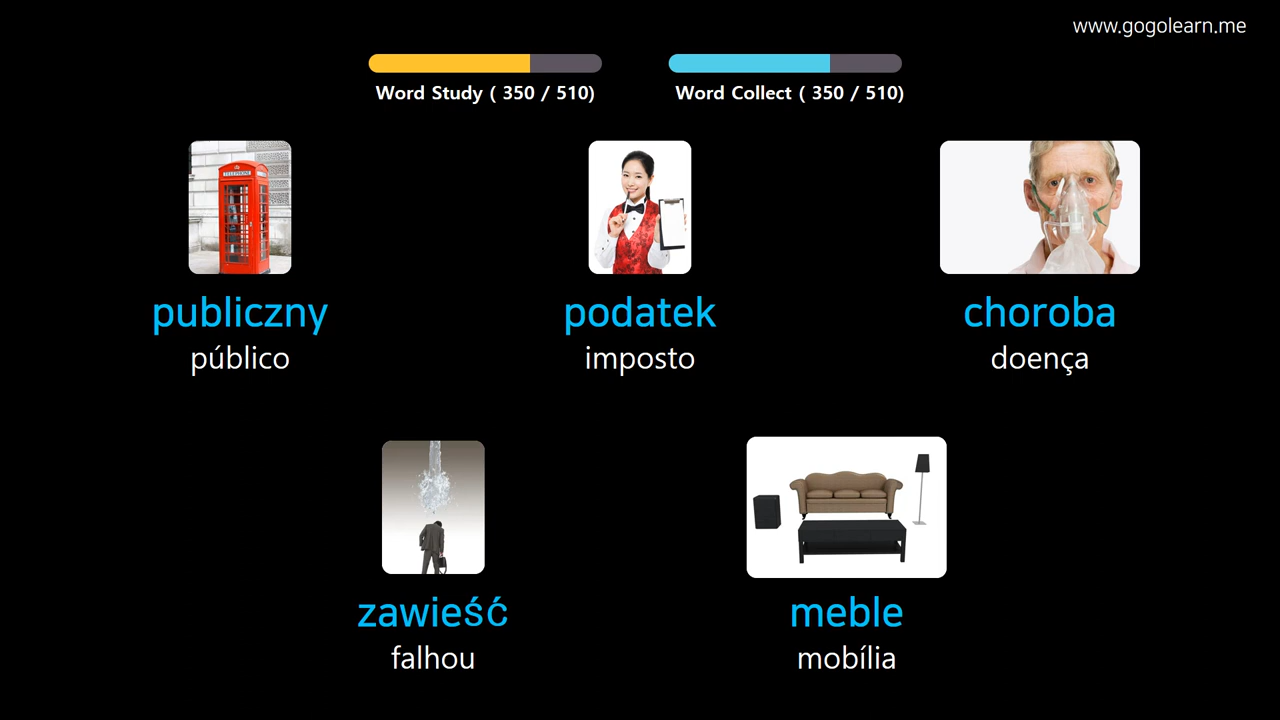 www.gogolearn.me
Word Study ( 350 / 510)
Word Collect ( 350 / 510)
TELEPHONE
publiczny
público
podatek
imposto
choroba
doença
zawieść
falhou
meble
mobília